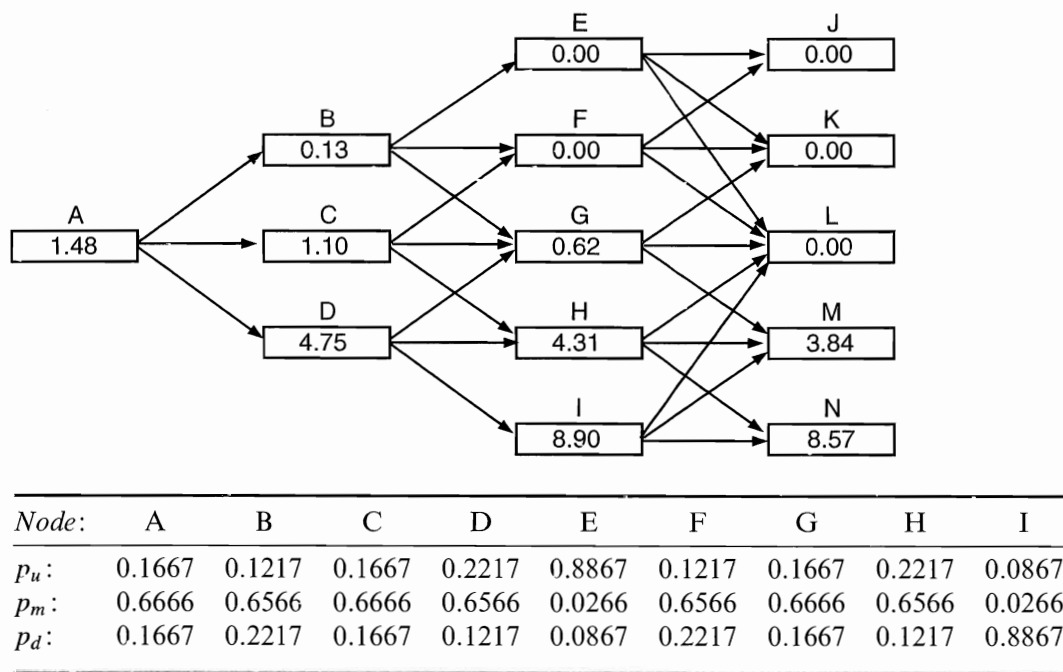 E
0.00
J
0.00
B
0.13
F
0.00
K
0.00
A
1.48
C
1.10
G
0.62
L
0.00
D
4.75
H
4.31
M
3.84
I
8.90
N
8.57
Node: A B C D E F G H I
pᵤ: 0.1667 0.1217 0.1667 0.2217 0.8867 0.1217 0.1667 0.2217 0.0867
pₘ: 0.6666 0.6566 0.6666 0.6566 0.0266 0.6566 0.6666 0.6566 0.0266
p_d: 0.1667 0.2217 0.1667 0.1217 0.0867 0.2217 0.1667 0.1217 0.8867